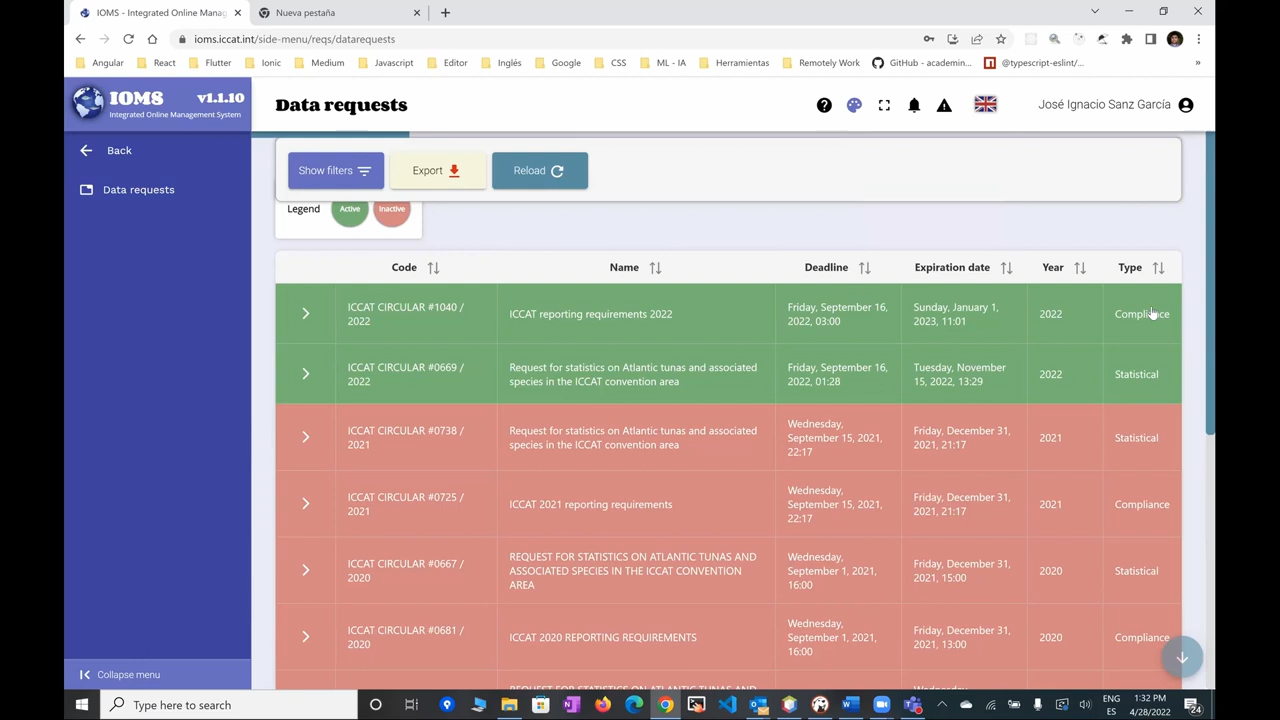 IOMS - Integrated Online Manag
Nueva pestaña
ioms.iccat.int/side-menu/reqs/datarequests
Angular
React
Flutter
Ionic
Medium
Javascript
Editor
Inglés
Google
CSS
ML - IA
Herramientas
Remotely Work
GitHub - academin...
@typescript-eslint/...
IOMS v1.1.10
Integrated Online Management System
Data requests
José Ignacio Sanz García
Back
Data requests
Show filters
Export
Reload
Legend
Active
Inactive
Code
Name
Deadline
Expiration date
Year
Type
ICCAT CIRCULAR #1040 /
2022
ICCAT reporting requirements 2022
Friday, September 16,
2022, 03:00
Sunday, January 1,
2023, 11:01
2022
Compliance
ICCAT CIRCULAR #0669 /
2022
Request for statistics on Atlantic tunas and associated
species in the ICCAT convention area
Friday, September 16,
2022, 01:28
Tuesday, November
15, 2022, 13:29
2022
Statistical
ICCAT CIRCULAR #0738 /
2021
Request for statistics on Atlantic tunas and associated
species in the ICCAT convention area
Wednesday,
September 15, 2021,
22:17
Friday, December 31,
2021, 21:17
2021
Statistical
ICCAT CIRCULAR #0725 /
2021
ICCAT 2021 reporting requirements
Wednesday,
September 15, 2021,
22:17
Friday, December 31,
2021, 21:17
2021
Compliance
ICCAT CIRCULAR #0667 /
2020
REQUEST FOR STATISTICS ON ATLANTIC TUNAS AND
ASSOCIATED SPECIES IN THE ICCAT CONVENTION
AREA
Wednesday,
September 1, 2021,
16:00
Friday, December 31,
2021, 15:00
2020
Statistical
ICCAT CIRCULAR #0681 /
2020
ICCAT 2020 REPORTING REQUIREMENTS
Wednesday,
September 1, 2021,
16:00
Friday, December 31,
2021, 13:00
2020
Compliance
REQUEST FOR STATISTICS ON ATLANTIC TUNAS AND
Wednesday,
Collapse menu
Type here to search
ENG
ES
1:32 PM
4/28/2022
24